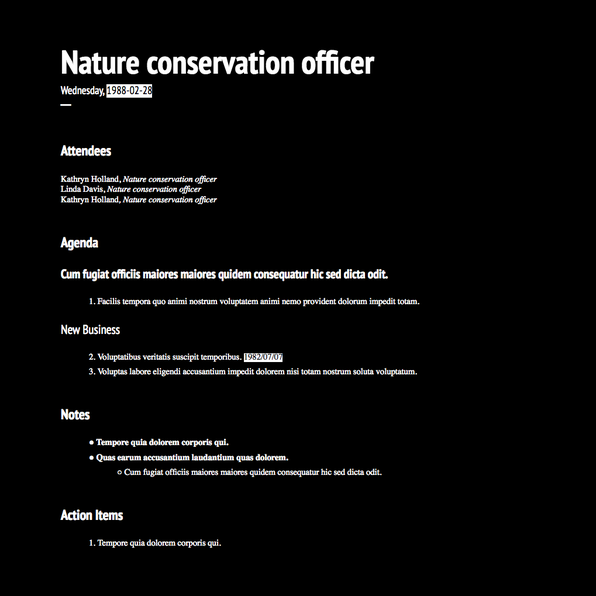 Nature conservation officer
Wednesday, 1988-02-28
Attendees
Kathryn Holland, Nature conservation officer
Linda Davis, Nature conservation officer
Kathryn Holland, Nature conservation officer
Agenda
Cum fugiat officiis maiores maiores quidem consequatur hic sed dicta odit.
1. Facilis tempora quo animi nostrum voluptatem animi nemo provident dolorum impedit totam.
New Business
2. Voluptatibus veritatis suscipit temporibus. 1982/07/07
3. Voluptas labore eligendi accusantium impedit dolorem nisi totam nostrum soluta voluptatum.
Notes
● Tempore quia dolorem corporis qui.
● Quas earum accusantium laudantium quas dolorem.
○ Cum fugiat officiis maiores maiores quidem consequatur hic sed dicta odit.
Action Items
1. Tempore quia dolorem corporis qui.